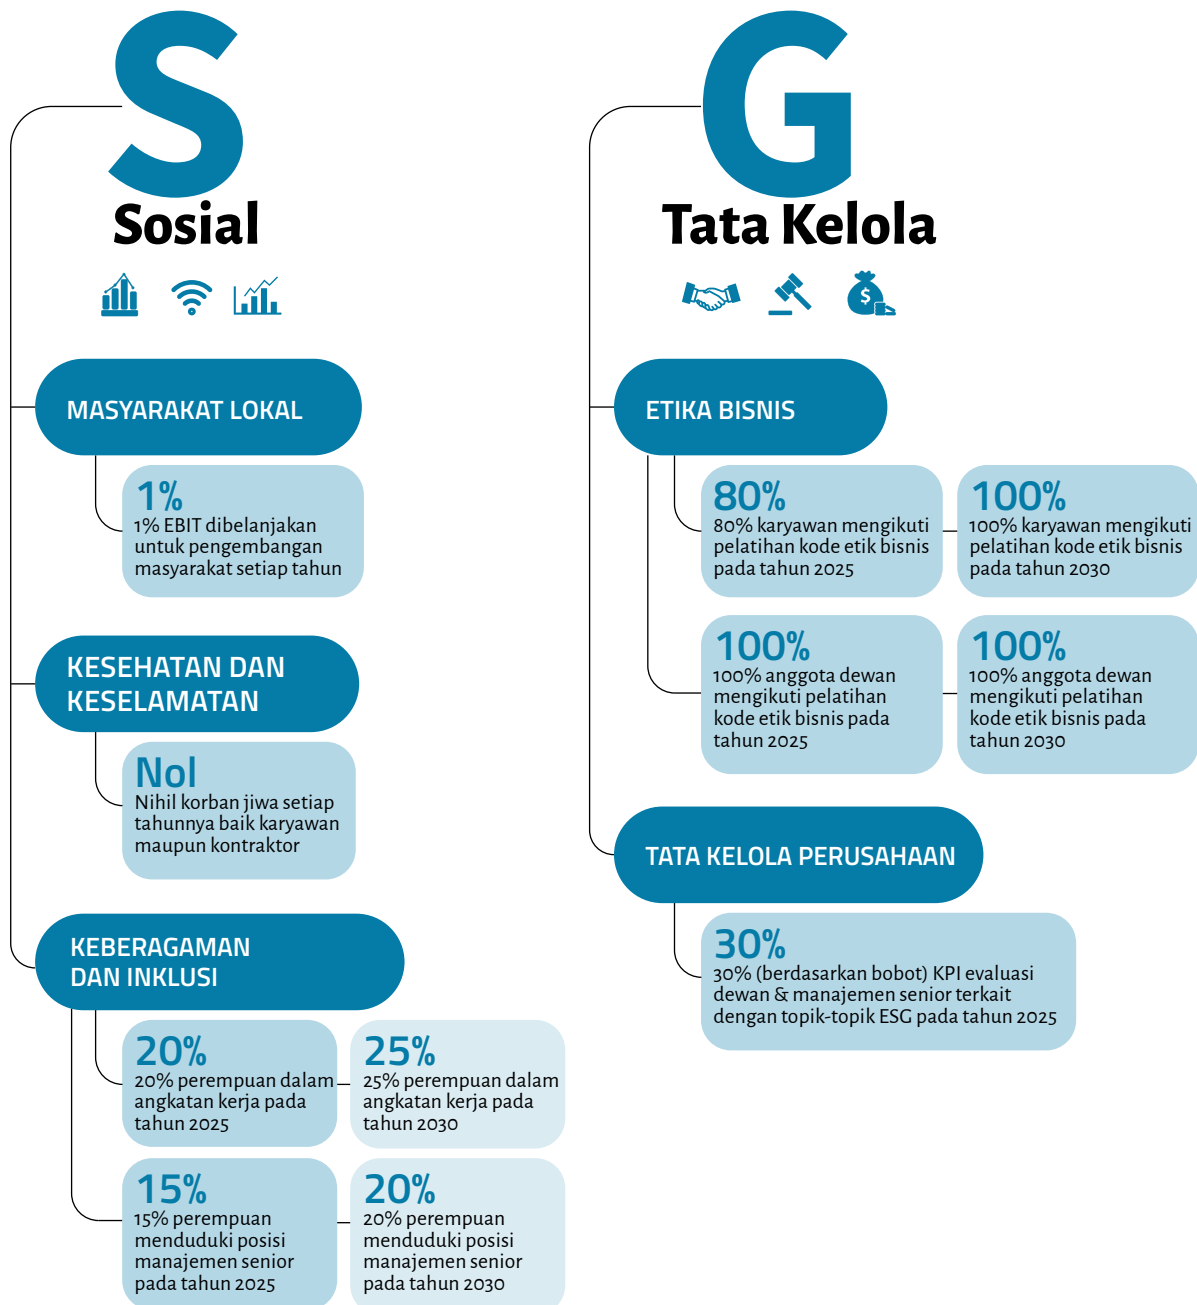 S
Sosial
MASYARAKAT LOKAL
1%
1% EBIT dibelanjakan
untuk pengembangan
masyarakat setiap tahun
KESEHATAN DAN
KESELAMATAN
Nol
Nihil korban jiwa setiap
tahunnya baik karyawan
maupun kontraktor
KEBERAGAMAN
DAN INKLUSI
20%
20% perempuan dalam
angkatan kerja pada
tahun 2025
25%
25% perempuan dalam
angkatan kerja pada
tahun 2030
15%
15% perempuan
menduduki posisi
manajemen senior
pada tahun 2025
20%
20% perempuan
menduduki posisi
manajemen senior
pada tahun 2030
G
Tata Kelola
$
ETIKA BISNIS
80%
80% karyawan mengikuti
pelatihan kode etik bisnis
pada tahun 2025
100%
100% karyawan mengikuti
pelatihan kode etik bisnis
pada tahun 2030
100%
100% anggota dewan
mengikuti pelatihan
kode etik bisnis pada
tahun 2025
100%
100% anggota dewan
mengikuti pelatihan
kode etik bisnis pada
tahun 2030
TATA KELOLA PERUSAHAAN
30%
30% (berdasarkan bobot) KPI evaluasi
dewan & manajemen senior terkait
dengan topik-topik ESG pada tahun 2025